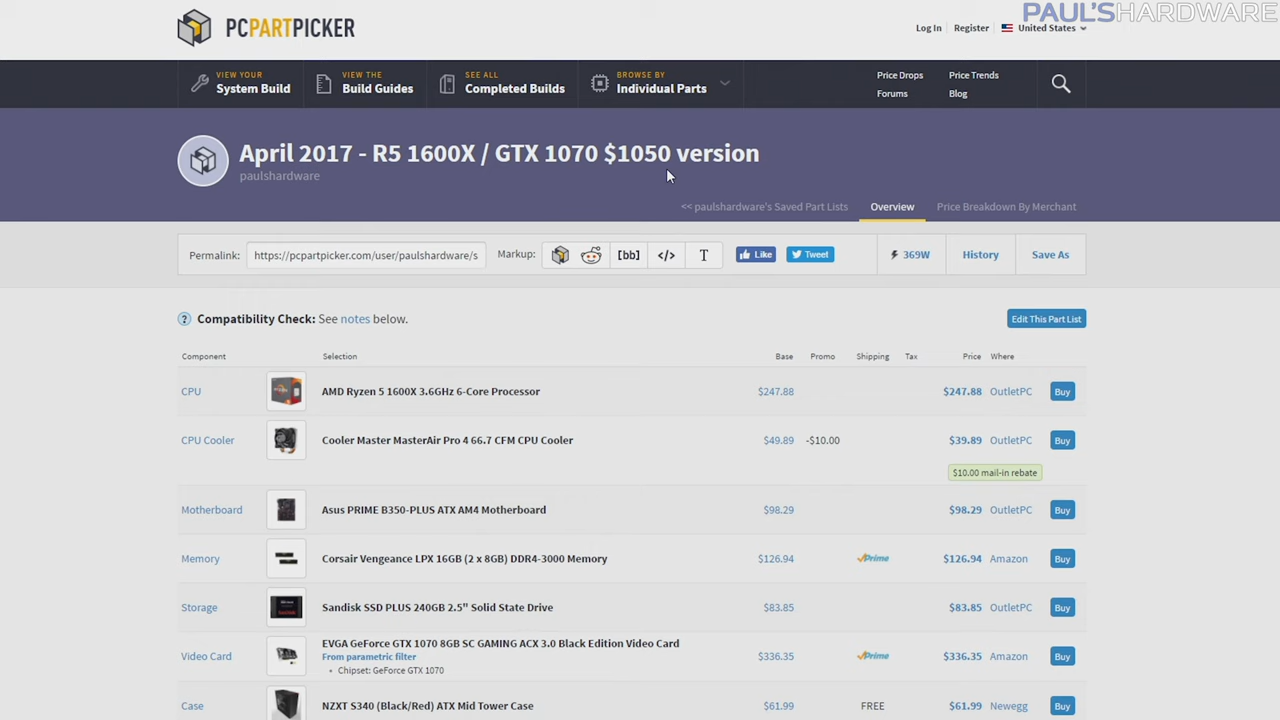 PAUL'SHARDWARE
PCPARTPICKER
Log In Register United States
VIEW YOUR
System Build
VIEW THE
Build Guides
SEE ALL
Completed Builds
BROWSE BY
Individual Parts
Price Drops Price Trends
Forums Blog
April 2017 - R5 1600X / GTX 1070 $1050 version
paulshardware
<< paulshardware's Saved Part Lists Overview Price Breakdown By Merchant
Permalink: https://pcpartpicker.com/user/paulshardware/s Markup: [bb] </> T Like Tweet 369W History Save As
? Compatibility Check: See notes below. Edit This Part List
Component Selection Base Promo Shipping Tax Price Where
CPU AMD Ryzen 5 1600X 3.6GHz 6-Core Processor $247.88 $247.88 OutletPC Buy
CPU Cooler Cooler Master MasterAir Pro 4 66.7 CFM CPU Cooler $49.89 -$10.00 $39.89 OutletPC Buy
$10.00 mail-in rebate
Motherboard Asus PRIME B350-PLUS ATX AM4 Motherboard $98.29 $98.29 OutletPC Buy
Memory Corsair Vengeance LPX 16GB (2 x 8GB) DDR4-3000 Memory $126.94 Prime $126.94 Amazon Buy
Storage Sandisk SSD PLUS 240GB 2.5" Solid State Drive $83.85 $83.85 OutletPC Buy
EVGA GeForce GTX 1070 8GB SC GAMING ACX 3.0 Black Edition Video Card
Video Card From parametric filter $336.35 Prime $336.35 Amazon Buy
• Chipset: GeForce GTX 1070
Case NZXT S340 (Black/Red) ATX Mid Tower Case $61.99 FREE $61.99 Newegg Buy